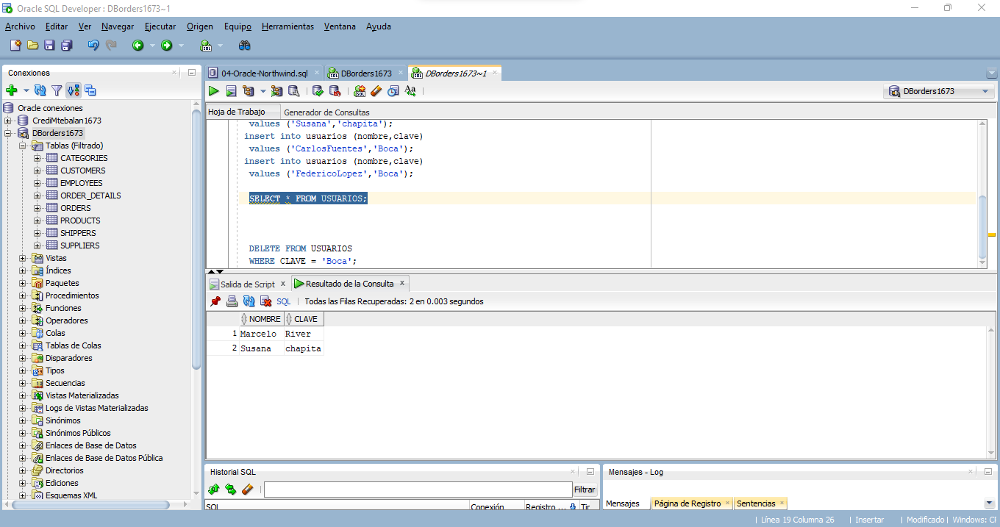 Oracle SQL Developer : DBorders1673~1
Archivo Editar Ver Navegar Ejecutar Origen Equipo Herramientas Ventana Ayuda
Conexiones
Oracle conexiones
CrediMtebalan1673
DBorders1673
Tablas (Filtrado)
CATEGORIES
CUSTOMERS
EMPLOYEES
ORDER_DETAILS
ORDERS
PRODUCTS
SHIPPERS
SUPPLIERS
Vistas
Índices
Paquetes
Procedimientos
Funciones
Operadores
Colas
Tablas de Colas
Disparadores
Tipos
Secuencias
Vistas Materializadas
Logs de Vistas Materializadas
Sinónimos
Sinónimos Públicos
Enlaces de Base de Datos
Enlaces de Base de Datos Pública
Directorios
Ediciones
Esquemas XML
04-Oracle-Northwind.sql DBorders1673 DBorders1673~1
DBorders1673
Hoja de Trabajo Generador de Consultas
values ('Susana','chapita');
insert into usuarios (nombre,clave)
values ('CarlosFuentes','Boca');
insert into usuarios (nombre,clave)
values ('FedericoLopez','Boca');
SELECT * FROM USUARIOS;
DELETE FROM USUARIOS
WHERE CLAVE = 'Boca';
Salida de Script x Resultado de la Consulta x
SQL | Todas las Filas Recuperadas: 2 en 0.003 segundos
NOMBRE CLAVE
1 Marcelo River
2 Susana chapita
Historial SQL
Filtrar
SQL Conexión Registro ... Tir
Mensajes - Log
Mensajes Página de Registro Sentencias
| Línea 19 Columna 26 | Insertar | Modificado | Windows: CF